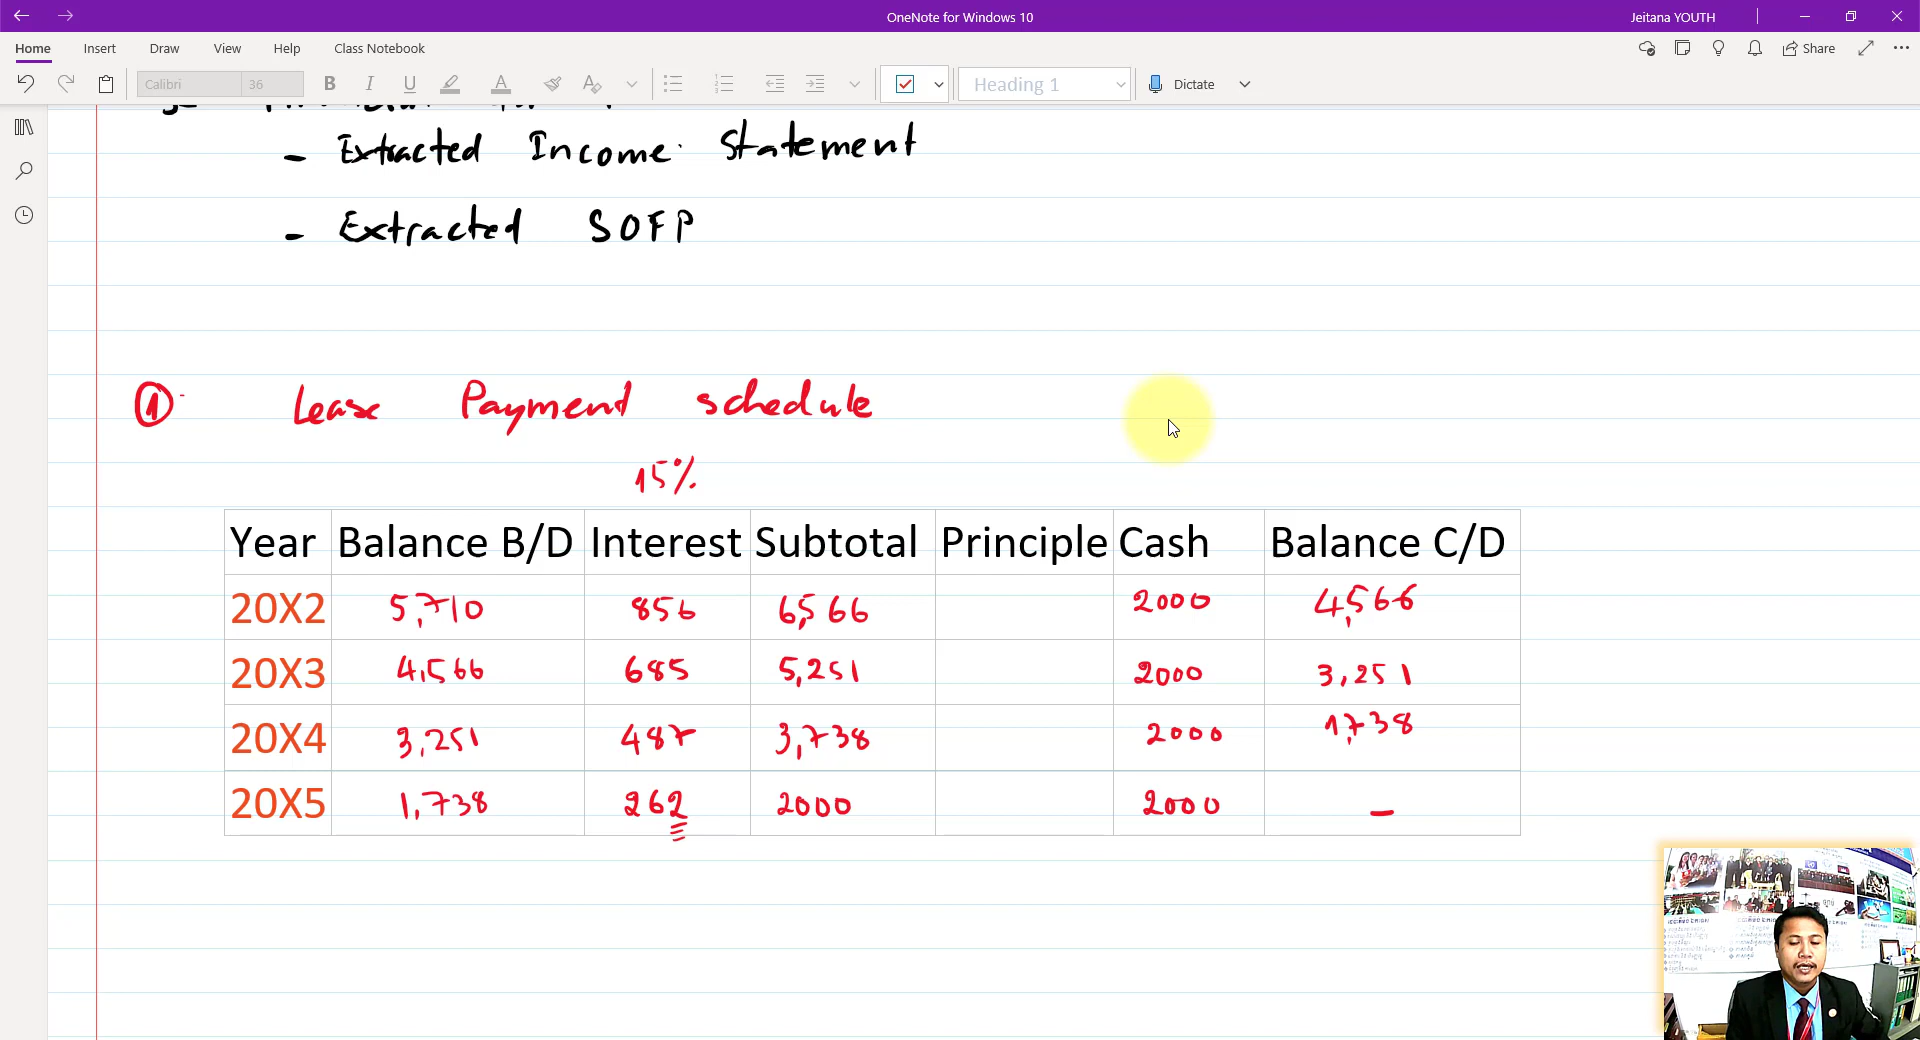 OneNote for Windows 10
Jeitana YOUTH
Home Insert Draw View Help Class Notebook
Share
Calibri 36 B I U A Heading 1 Dictate
- Extracted Income Statement
- Extracted SOFP
① Lease Payment schedule
15%
Year Balance B/D Interest Subtotal Principle Cash Balance C/D
20X2 5,710 856 6,566 2000 4,566
20X3 4,566 685 5,251 2000 3,251
20X4 3,251 487 3,738 2000 1,738
20X5 1,738 262 2000 2000 -